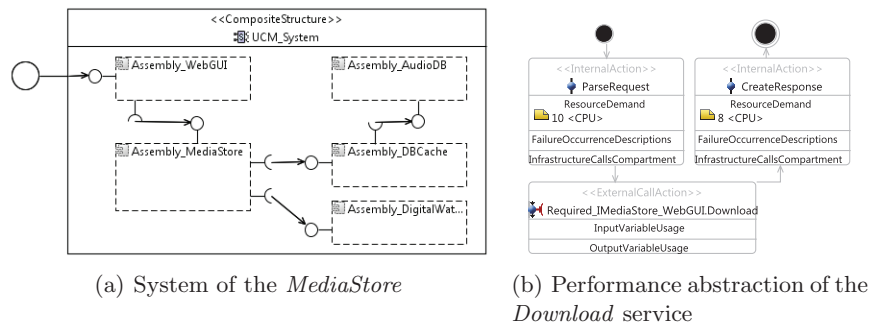 <<CompositeStructure>>
UCM_System
Assembly_WebGUI
Assembly_AudioDB
Assembly_MediaStore
Assembly_DBCache
Assembly_DigitalWat...
(a) System of the MediaStore
<<InternalAction>>
ParseRequest
ResourceDemand
10 <CPU>
FailureOccurrenceDescriptions
InfrastructureCallsCompartment
<<InternalAction>>
CreateResponse
ResourceDemand
8 <CPU>
FailureOccurrenceDescriptions
InfrastructureCallsCompartment
<<ExternalCallAction>>
Required_IMediaStore_WebGUI.Download
InputVariableUsage
OutputVariableUsage
(b) Performance abstraction of the
Download service